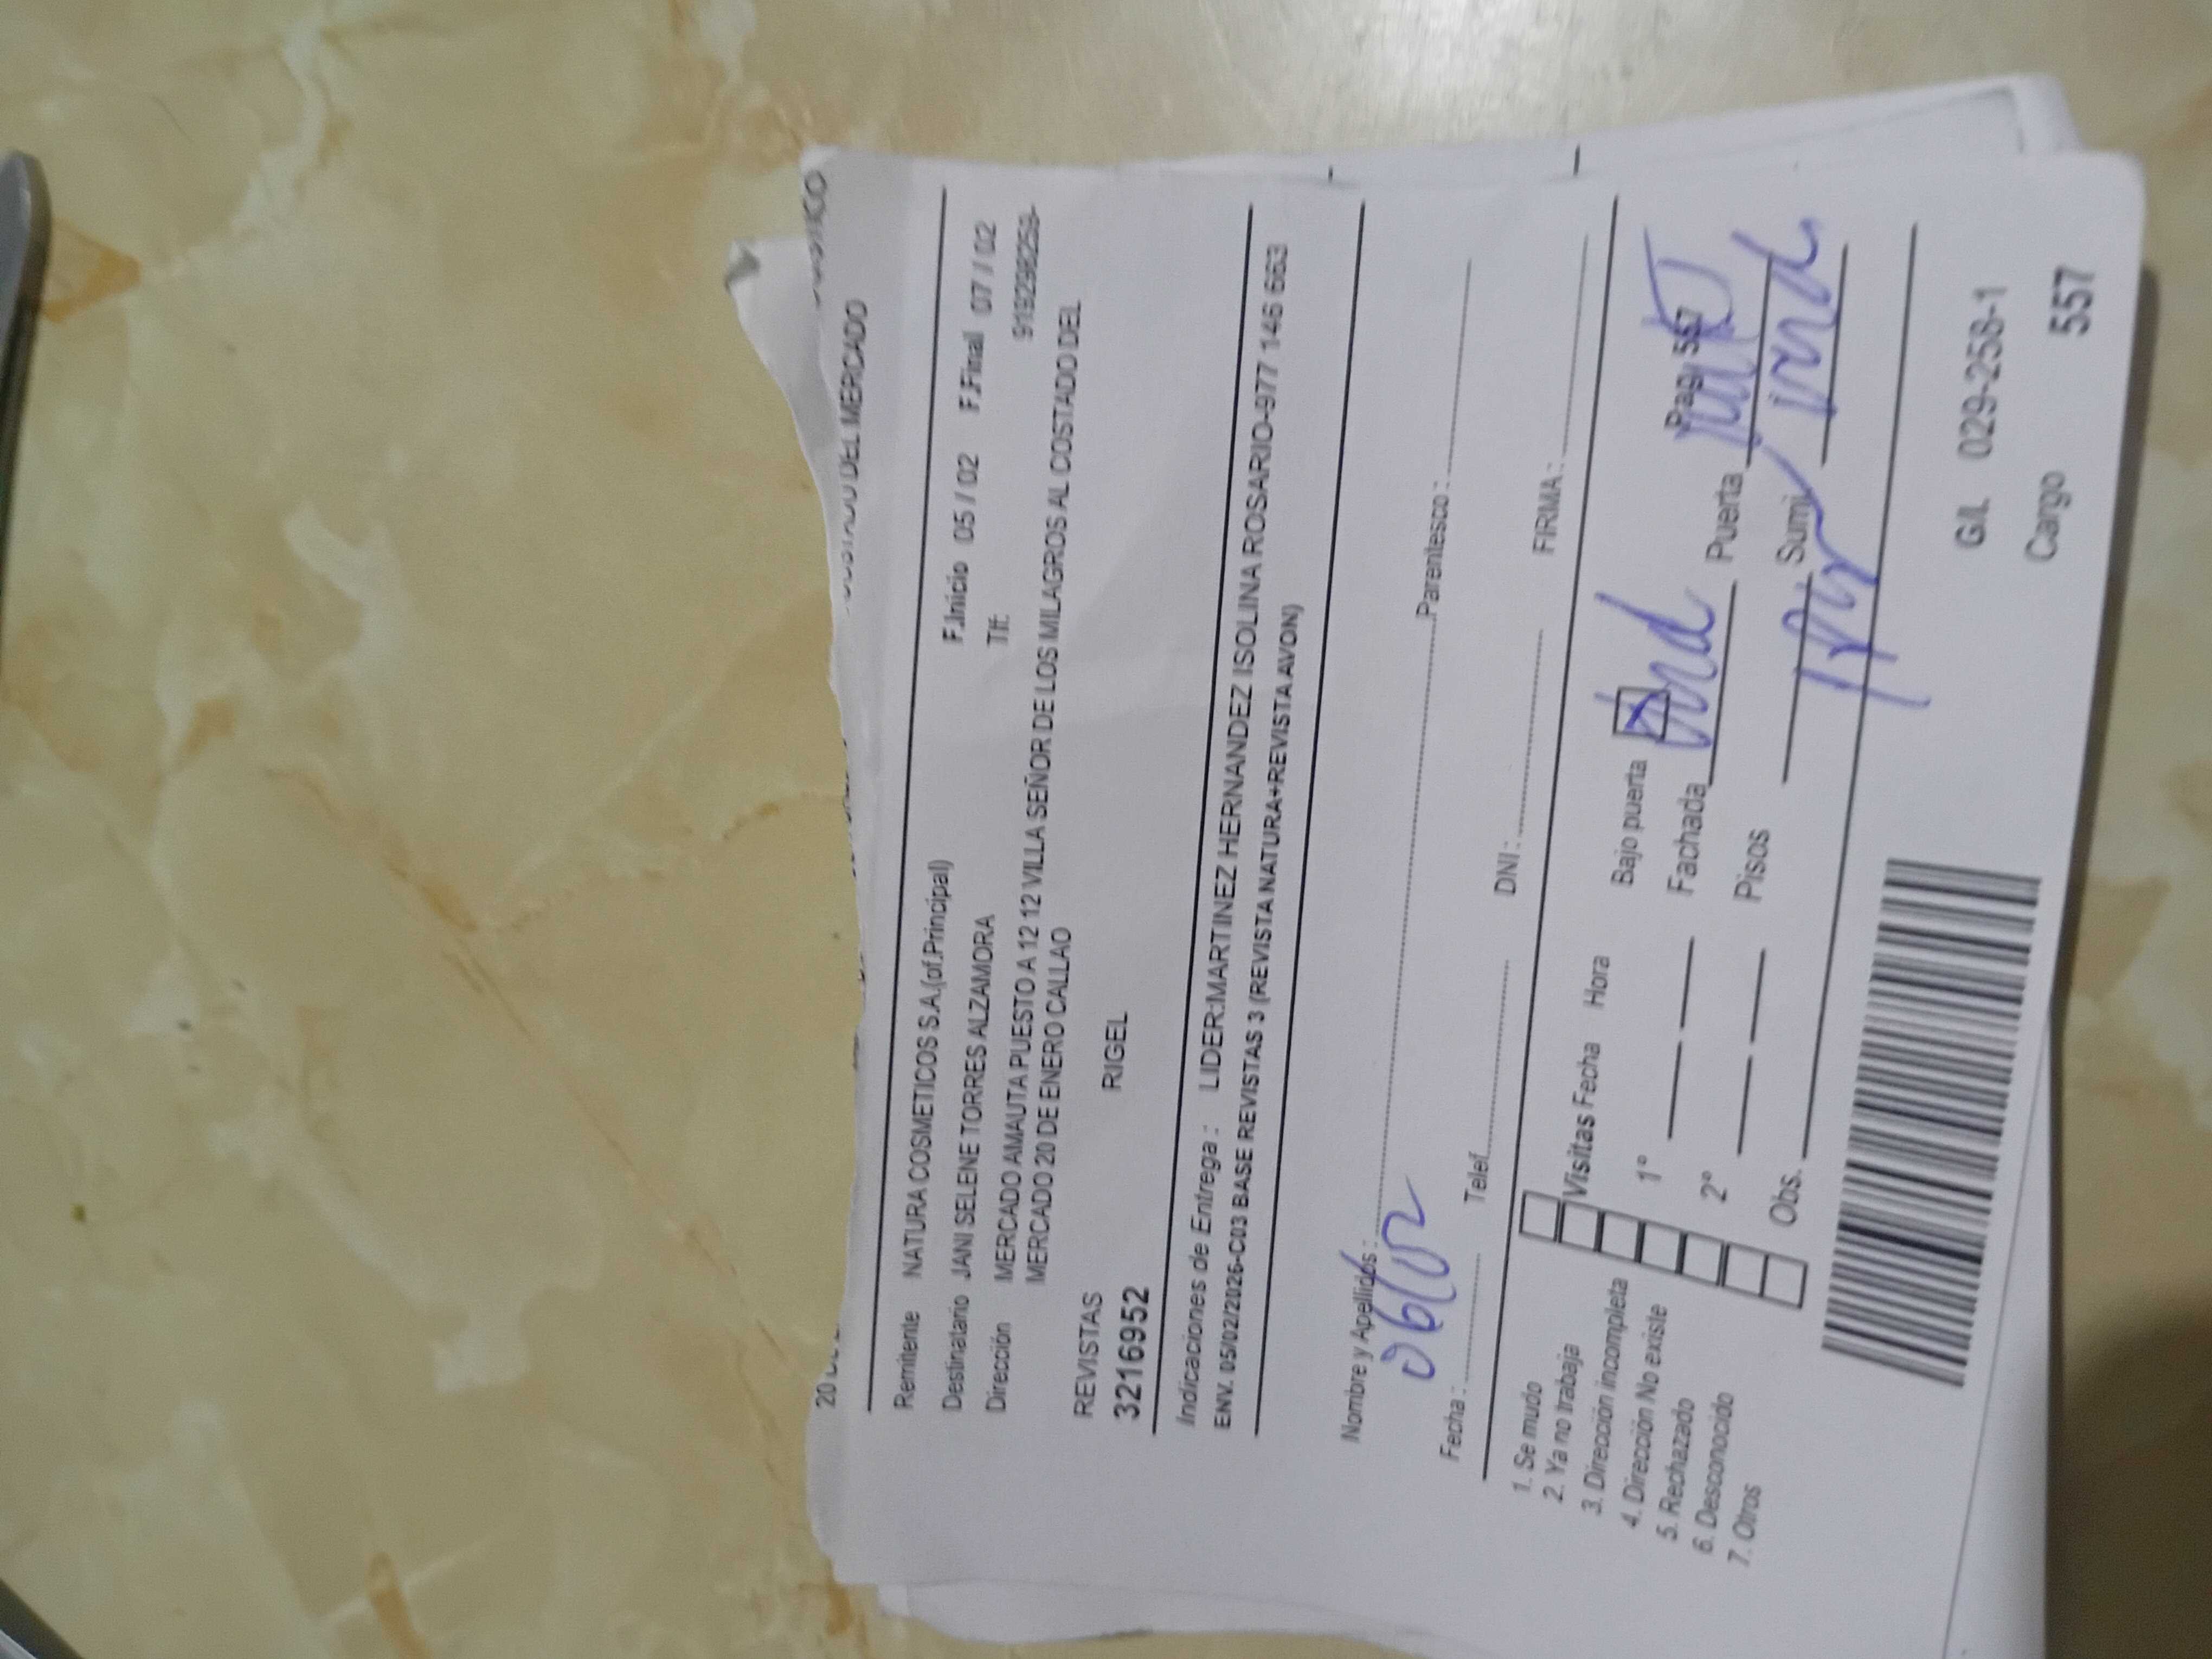 COSTADO DEL MERCADO
Remitente NATURA COSMETICOS S.A.(of.Principal) F.Inicio 05 / 02 F.Final 07 / 02
Destinatario JANI SELENE TORRES ALZAMORA Tlf: 919298253-
Dirección MERCADO AMAUTA PUESTO A 12 12 VILLA SEÑOR DE LOS MILAGROS AL COSTADO DEL
MERCADO 20 DE ENERO CALLAO
REVISTAS RIGEL
32216952
Indicaciones de Entrega : LIDER:MARTINEZ HERNANDEZ ISOLINA ROSARIO-977 146 663
ENV. 05/02/2026-C03 BASE REVISTAS 3 (REVISTA NATURA+REVISTA AVON)
Nombre y Apellidos : Parentesco :
06/02
Fecha : Telef. DNI : FIRMA :
1. Se mudo
2. Ya no trabaja
3. Dirección incompleta
4. Dirección No existe
5. Rechazado
6. Desconocido
7. Otros
Visitas Fecha Hora Bajo puerta Pag. 557
1° Fachada Puerta
2° Pisos Sumi.
Obs.
G/L 029-258-1
Cargo 557